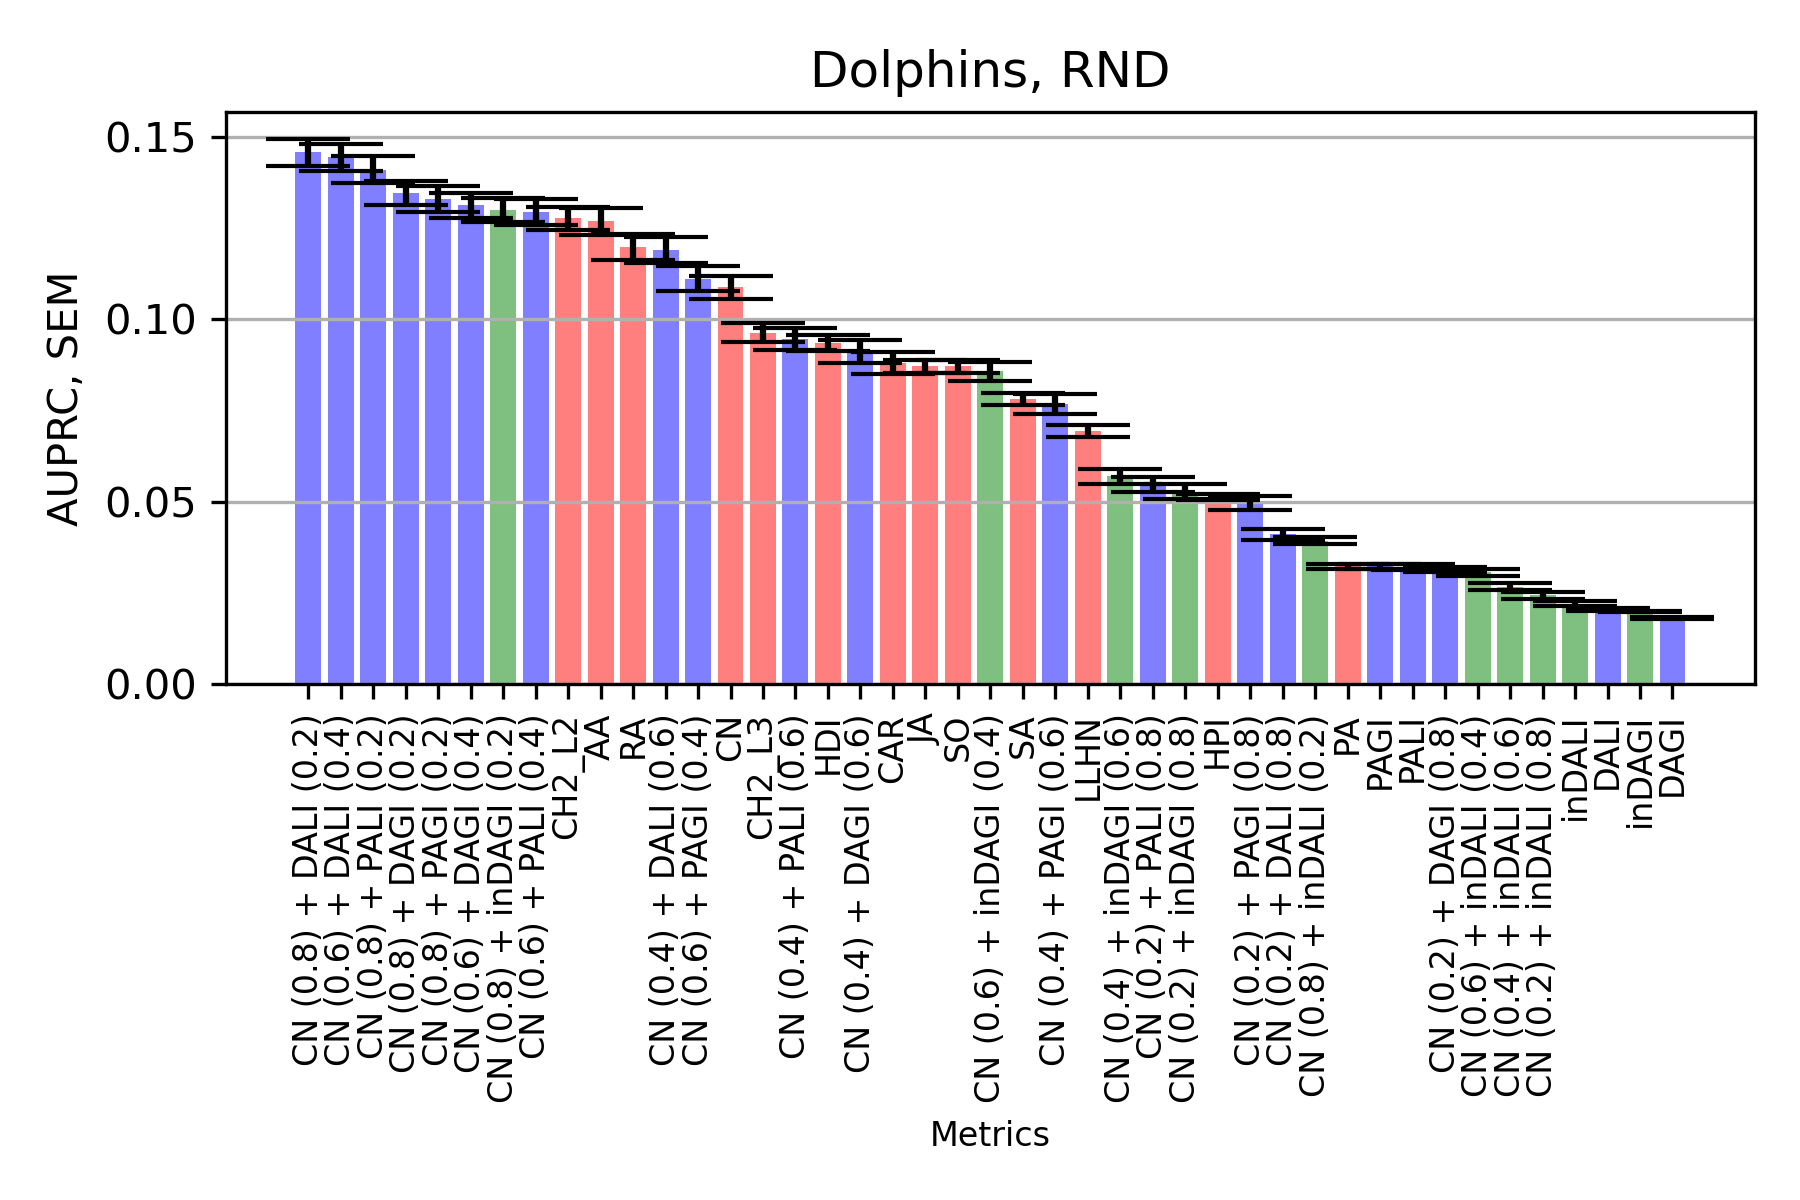 Dolphins, RND
AUPRC, SEM
0.15
0.10
0.05
0.00
CN (0.8) + DALI (0.2)
CN (0.6) + DALI (0.4)
CN (0.8) + PALI (0.2)
CN (0.8) + DAGI (0.2)
CN (0.8) + PAGI (0.2)
CN (0.6) + DAGI (0.4)
CN (0.8) + inDAGI (0.2)
CN (0.6) + PALI (0.4)
CH2_L2
AA
RA
CN (0.4) + DALI (0.6)
CN (0.6) + PAGI (0.4)
CN
CH2_L3
CN (0.4) + PALI (0.6)
HDI
CN (0.4) + DAGI (0.6)
CAR
JA
SO
CN (0.6) + inDAGI (0.4)
SA
CN (0.4) + PAGI (0.6)
LLHN
CN (0.4) + inDAGI (0.6)
CN (0.2) + PALI (0.8)
CN (0.2) + inDAGI (0.8)
HPI
CN (0.2) + PAGI (0.8)
CN (0.2) + DALI (0.8)
CN (0.8) + inDALI (0.2)
PA
PAGI
PALI
CN (0.2) + DAGI (0.8)
CN (0.6) + inDALI (0.4)
CN (0.4) + inDALI (0.6)
CN (0.2) + inDALI (0.8)
inDALI
DALI
inDAGI
DAGI
Metrics